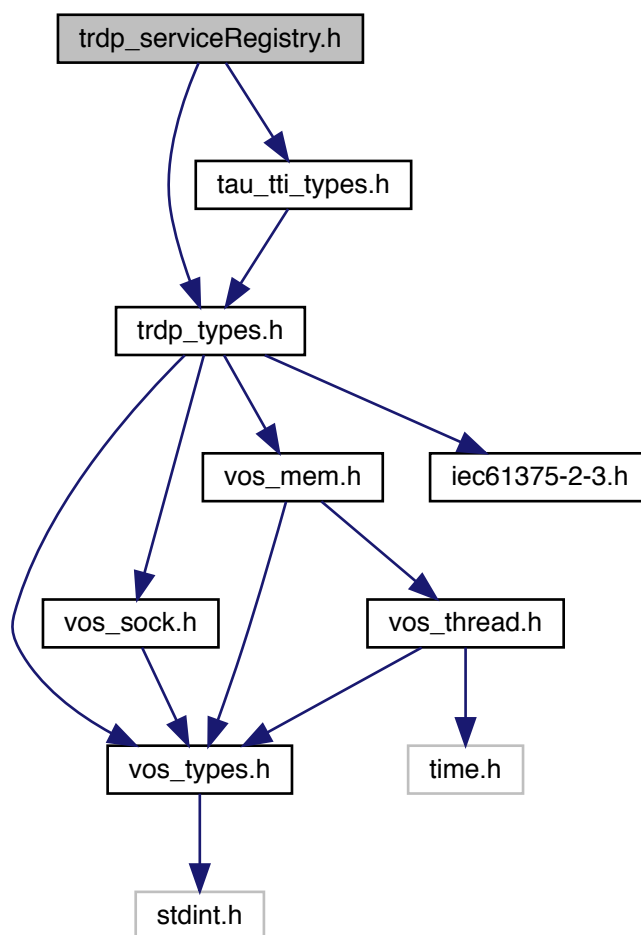 trdp_serviceRegistry.h
tau_tti_types.h
trdp_types.h
vos_mem.h
iec61375-2-3.h
vos_sock.h
vos_thread.h
vos_types.h
time.h
stdint.h